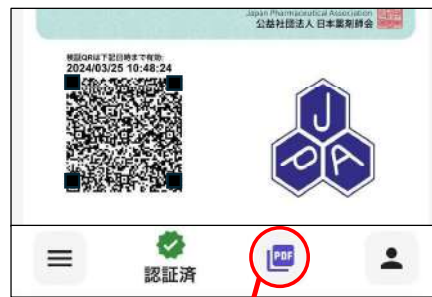 Japan Pharmaceutical Association
公益社団法人 日本薬剤師会
検証QRは下記日時まで有効:
2024/03/25 10:48:24
J
P A
認証済
PDF